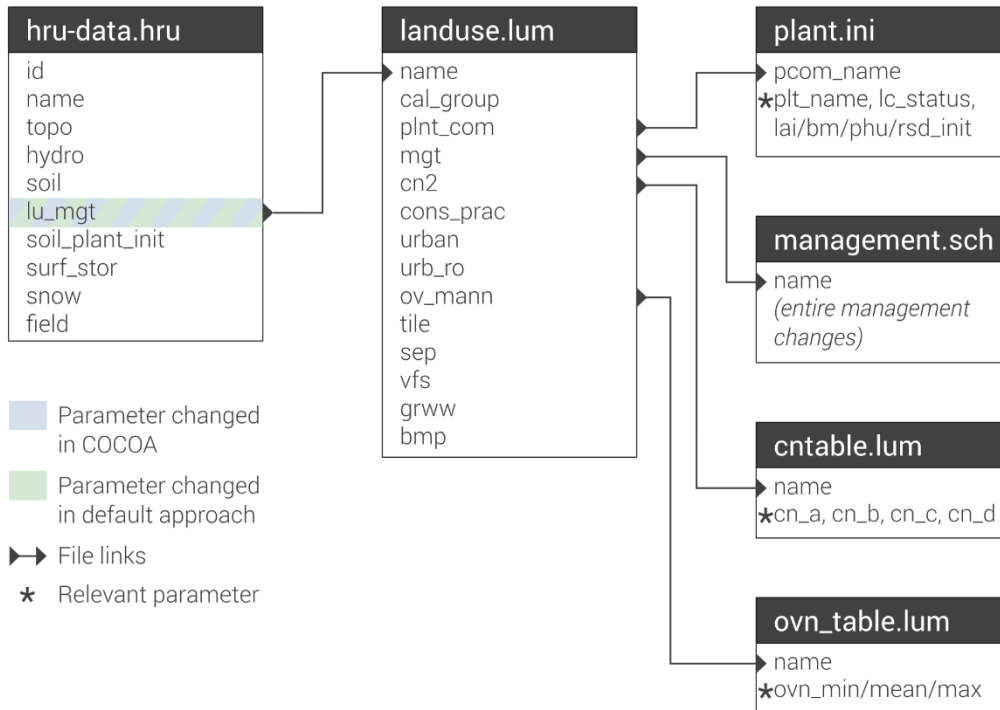 hru-data.hru
id
name
topo
hydro
soil
lu_mgt
soil_plant_init
surf_stor
snow
field
Parameter changed
in COCOA
Parameter changed
in default approach
File links
* Relevant parameter
landuse.lum
name
cal_group
plnt_com
mgt
cn2
cons_prac
urban
urb_ro
ov_mann
tile
sep
vfs
grww
bmp
plant.ini
pcom_name
*plt_name, lc_status,
lai/bm/phu/rsd_init
management.sch
name
(entire management
changes)
cntable.lum
name
*cn_a, cn_b, cn_c, cn_d
ovn_table.lum
name
*ovn_min/mean/max